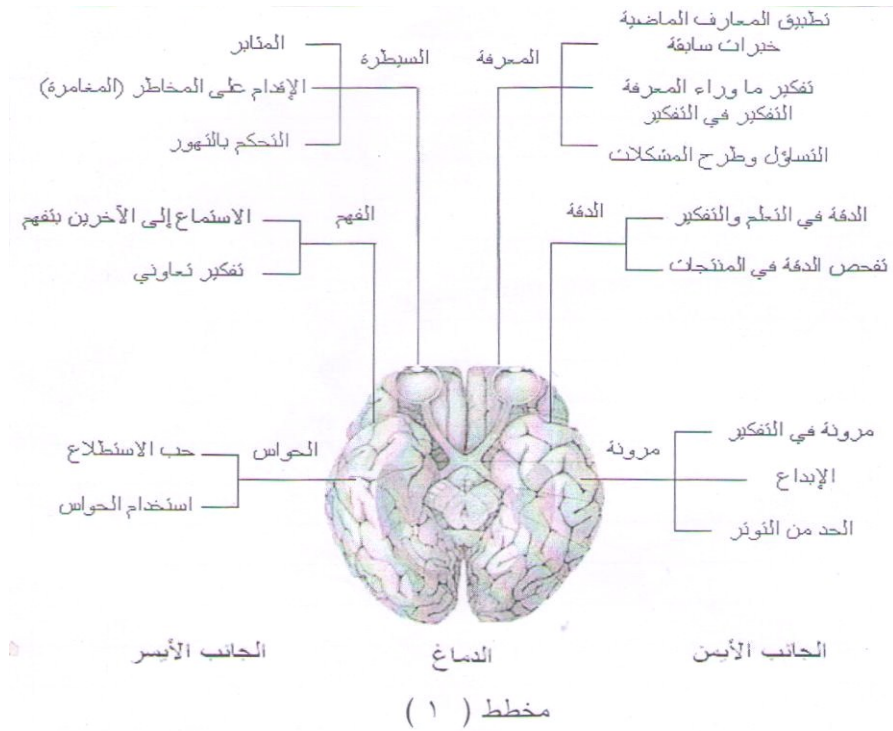 تطبيق المعارف الماضية
خبرات سابقة
المعرفة
تفكير ما وراء المعرفة
التفكير في التفكير
التساؤل وطرح المشكلات
السيطرة
المثابر
الإقدام على المخاطر (المغامرة)
التحكم بالتهور
الدقة
الدقة في التعلم والتفكير
تفحص الدقة في المنتجات
الفهم
الاستماع إلى الآخرين بتفهم
تفكير تعاوني
مرونة
مرونة في التفكير
الإبداع
الحد من التوتر
الحواس
حب الاستطلاع
استخدام الحواس
الجانب الأيمن
الدماغ
الجانب الأيسر
مخطط ( ١ )